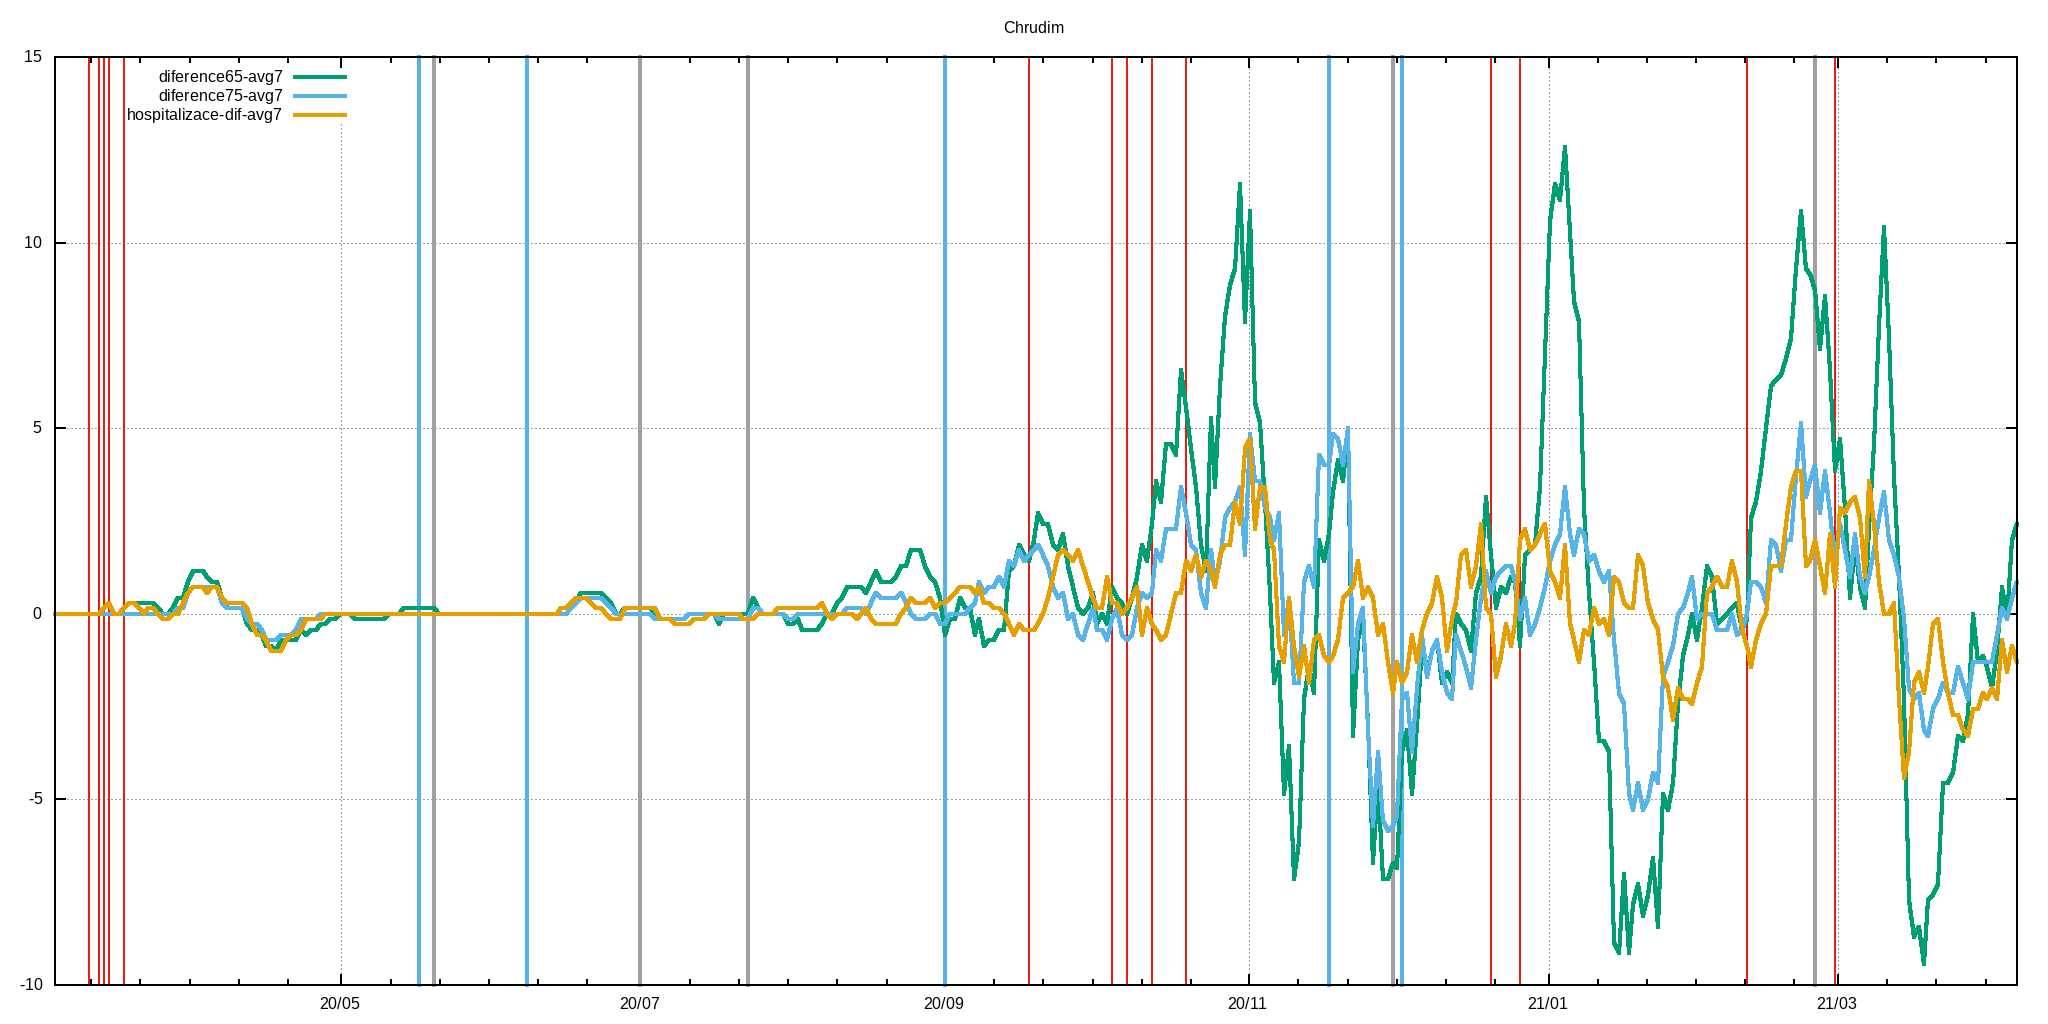 Chrudim
15
diference65-avg7
diference75-avg7
hospitalizace-dif-avg7
10
5
0
-5
-10
20/05 20/07 20/09 20/11 21/01 21/03